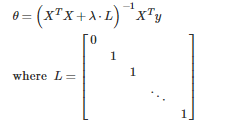 θ = (XᵀX + λ · L)⁻¹ Xᵀy
where L = [0
1
1
⋱
1]